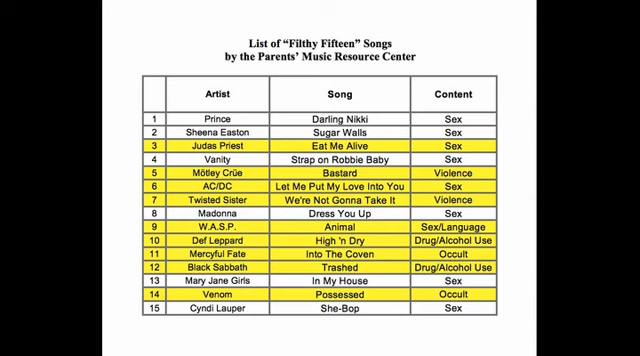 List of “Filthy Fifteen” Songs
by the Parents’ Music Resource Center
Artist Song Content
1 Prince Darling Nikki Sex
2 Sheena Easton Sugar Walls Sex
3 Judas Priest Eat Me Alive Sex
4 Vanity Strap on Robbie Baby Sex
5 Mötley Crüe Bastard Violence
6 AC/DC Let Me Put My Love Into You Sex
7 Twisted Sister We're Not Gonna Take It Violence
8 Madonna Dress You Up Sex
9 W.A.S.P. Animal Sex/Language
10 Def Leppard High 'n Dry Drug/Alcohol Use
11 Mercyful Fate Into The Coven Occult
12 Black Sabbath Trashed Drug/Alcohol Use
13 Mary Jane Girls In My House Sex
14 Venom Possessed Occult
15 Cyndi Lauper She-Bop Sex